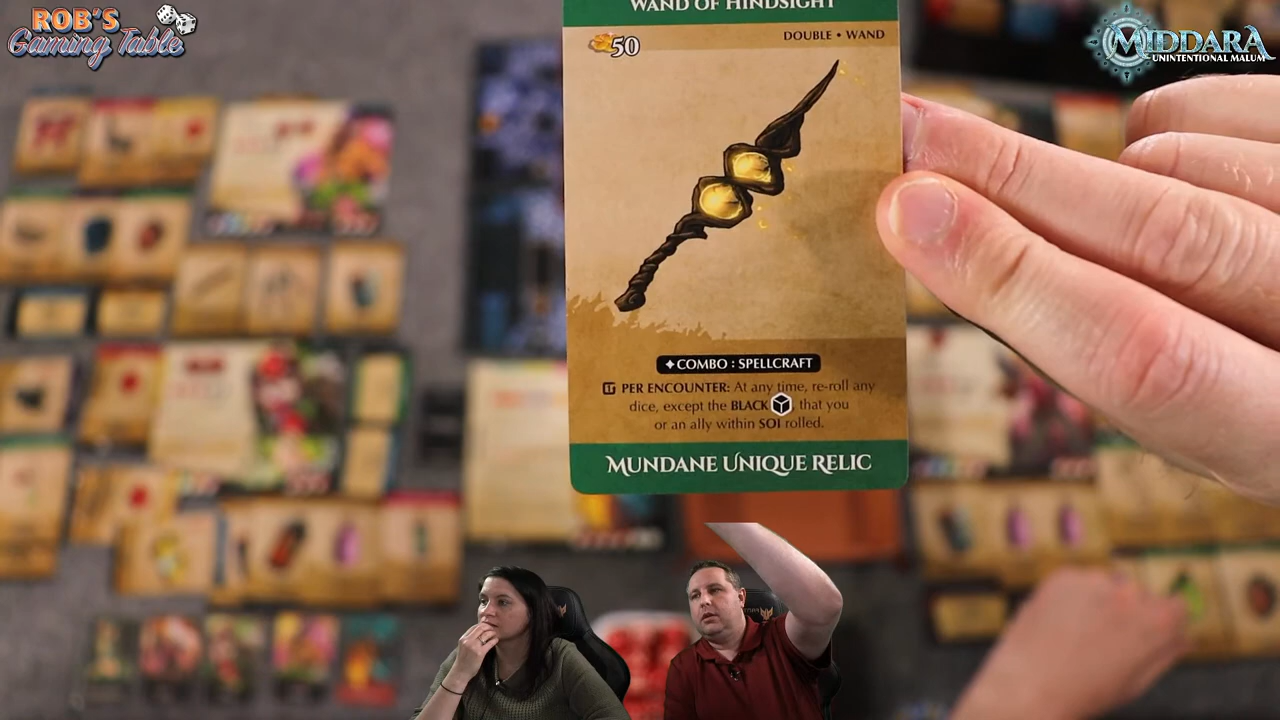 ROB'S
Gaming Table
MIDDARA
UNINTENTIONAL MALUM
WAND OF HINDSIGHT
50
DOUBLE • WAND
COMBO : SPELLCRAFT
PER ENCOUNTER: At any time, re-roll any
dice, except the BLACK , that you
or an ally within SOI rolled.
MUNDANE UNIQUE RELIC